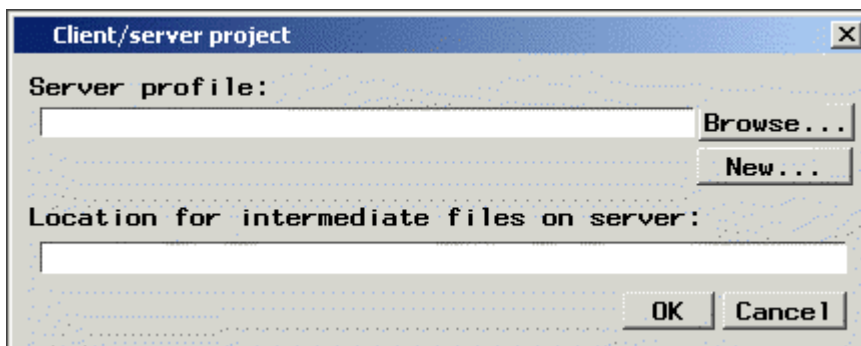 Client/server project
Server profile:
Browse...
New...
Location for intermediate files on server:
OK Cancel